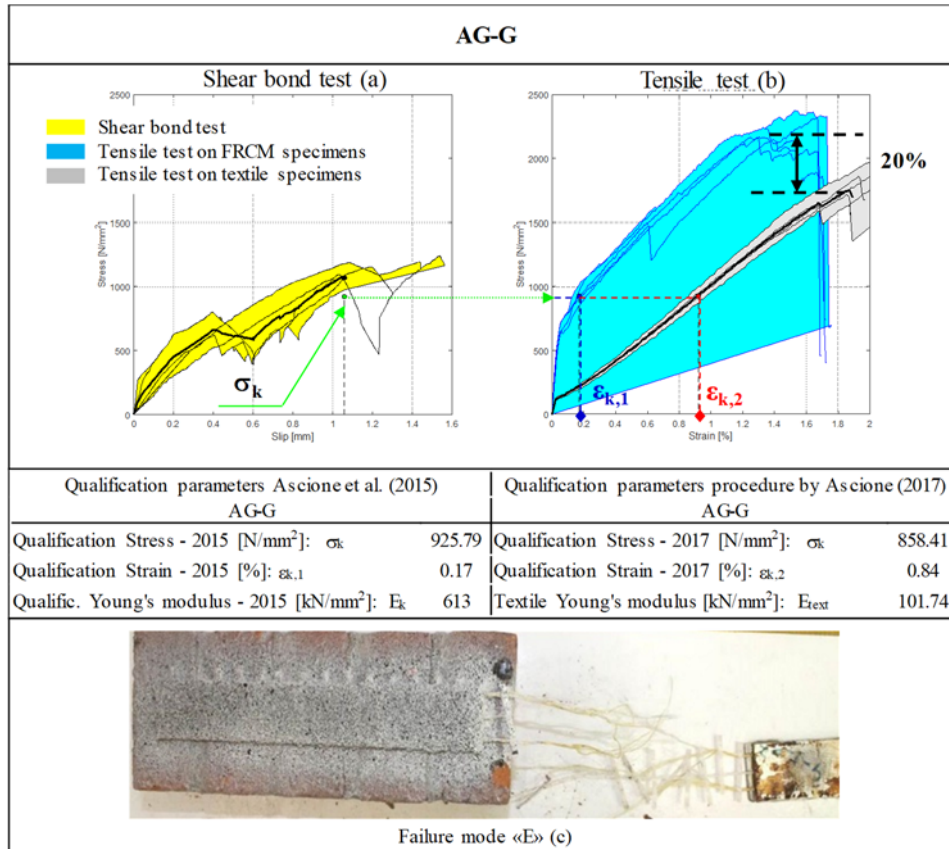 AG-G
Shear bond test (a)
Tensile test (b)
2500
2000
1500
1000
500
0
Stress [N/mm²]
0 0.2 0.4 0.6 0.8 1 1.2 1.4 1.6
Slip [mm]
Shear bond test
Tensile test on FRCM specimens
Tensile test on textile specimens
σk
2500
2000
1500
1000
500
0
Stress [N/mm²]
0 0.2 0.4 0.6 0.8 1 1.2 1.4 1.6 1.8 2
Strain [%]
20%
εk,1
εk,2
Qualification parameters Ascione et al. (2015)
AG-G
Qualification Stress - 2015 [N/mm²]: σk 925.79
Qualification Strain - 2015 [%]: εk,1 0.17
Qualific. Young's modulus - 2015 [kN/mm²]: Ek 613
Qualification parameters procedure by Ascione (2017)
AG-G
Qualification Stress - 2017 [N/mm²]: σk 858.41
Qualification Strain - 2017 [%]: εk,2 0.84
Textile Young's modulus [kN/mm²]: Etext 101.74
Failure mode «E» (c)